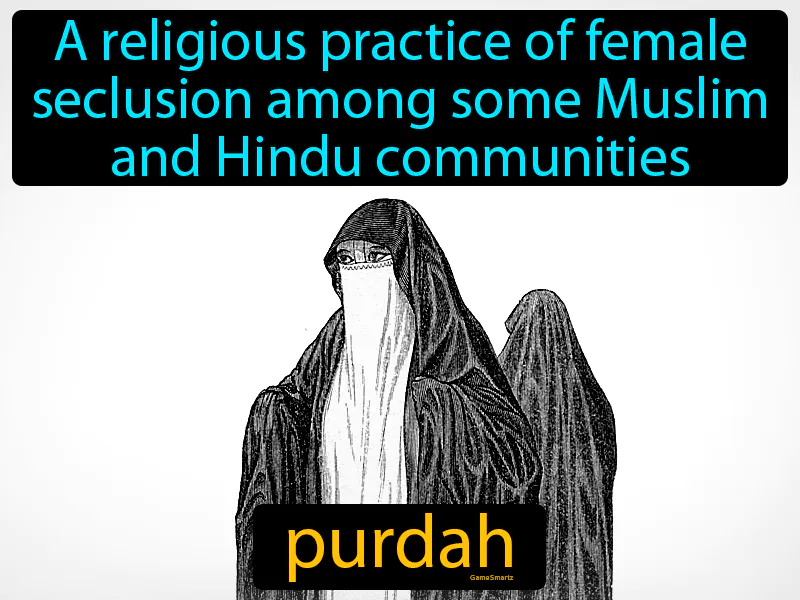 A religious practice of female
seclusion among some Muslim
and Hindu communities
purdah
GameSmartz